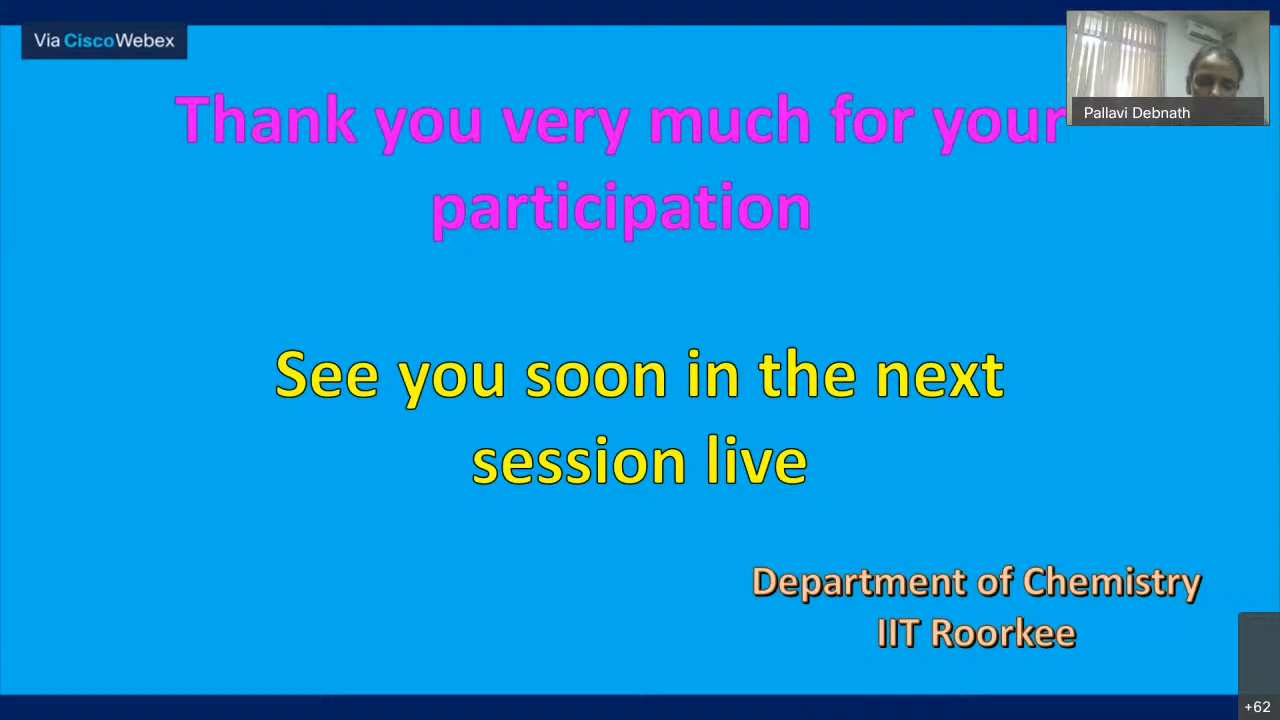 Via CiscoWebex
Pallavi Debnath
Thank you very much for your
participation
See you soon in the next
session live
Department of Chemistry
IIT Roorkee
+62